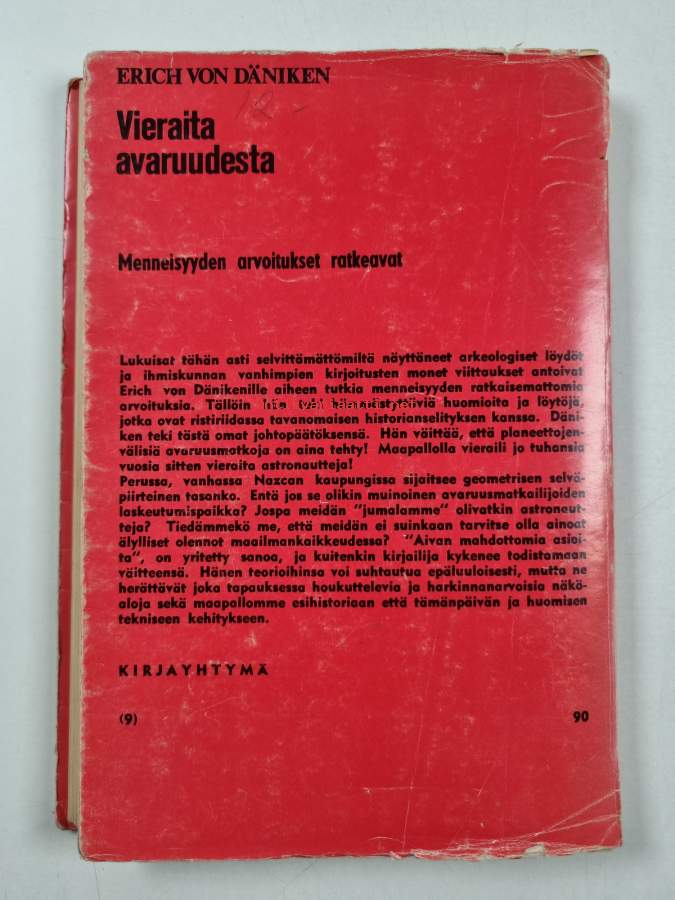 ERICH VON DÄNIKEN
Vieraita
avaruudesta
Menneisyyden arvoitukset ratkeavat
Lukuisat tähän asti selvittämättömiltä näyttäneet arkeologiset löydöt
ja ihmiskunnan vanhimpien kirjoitusten monet viittaukset antoivat
Erich von Dänikenille aiheen tutkia menneisyyden ratkaisemattomia
arvoituksia. Tällöin hän teki hämmästyttäviä huomioita ja löytöjä,
jotka ovat ristiriidassa tavanomaisen historianselityksen kanssa. Däni-
ken teki tästä omat johtopäätöksensä. Hän väittää, että planeettojen-
välisiä avaruusmatkoja on aina tehty! Maapallolla vieraili jo tuhansia
vuosia sitten vieraita astronautteja!
Perussa, vanhassa Nazcan kaupungissa sijaitsee geometrisen selvä-
piirteinen tasanko. Entä jos se olikin muinoinen avaruusmatkailijoiden
laskeutumispaikka? Jospa meidän "jumalamme" olivatkin astronaut-
teja? Tiedämmekö me, että meidän ei suinkaan tarvitse olla ainoat
älylliset olennot maailmankaikkeudessa? "Aivan mahdottomia asioi-
ta", on yritetty sanoa, ja kuitenkin kirjailija kykenee todistamaan
väitteensä. Hänen teorioihinsa voi suhtautua epäluuloisesti, mutta ne
herättävät joka tapauksessa houkuttelevia ja harkinnanarvoisia näkö-
aloja sekä maapallomme esihistoriaan että tämänpäivän ja huomisen
tekniseen kehitykseen.
KIRJAYHTYMÄ
(9) 90